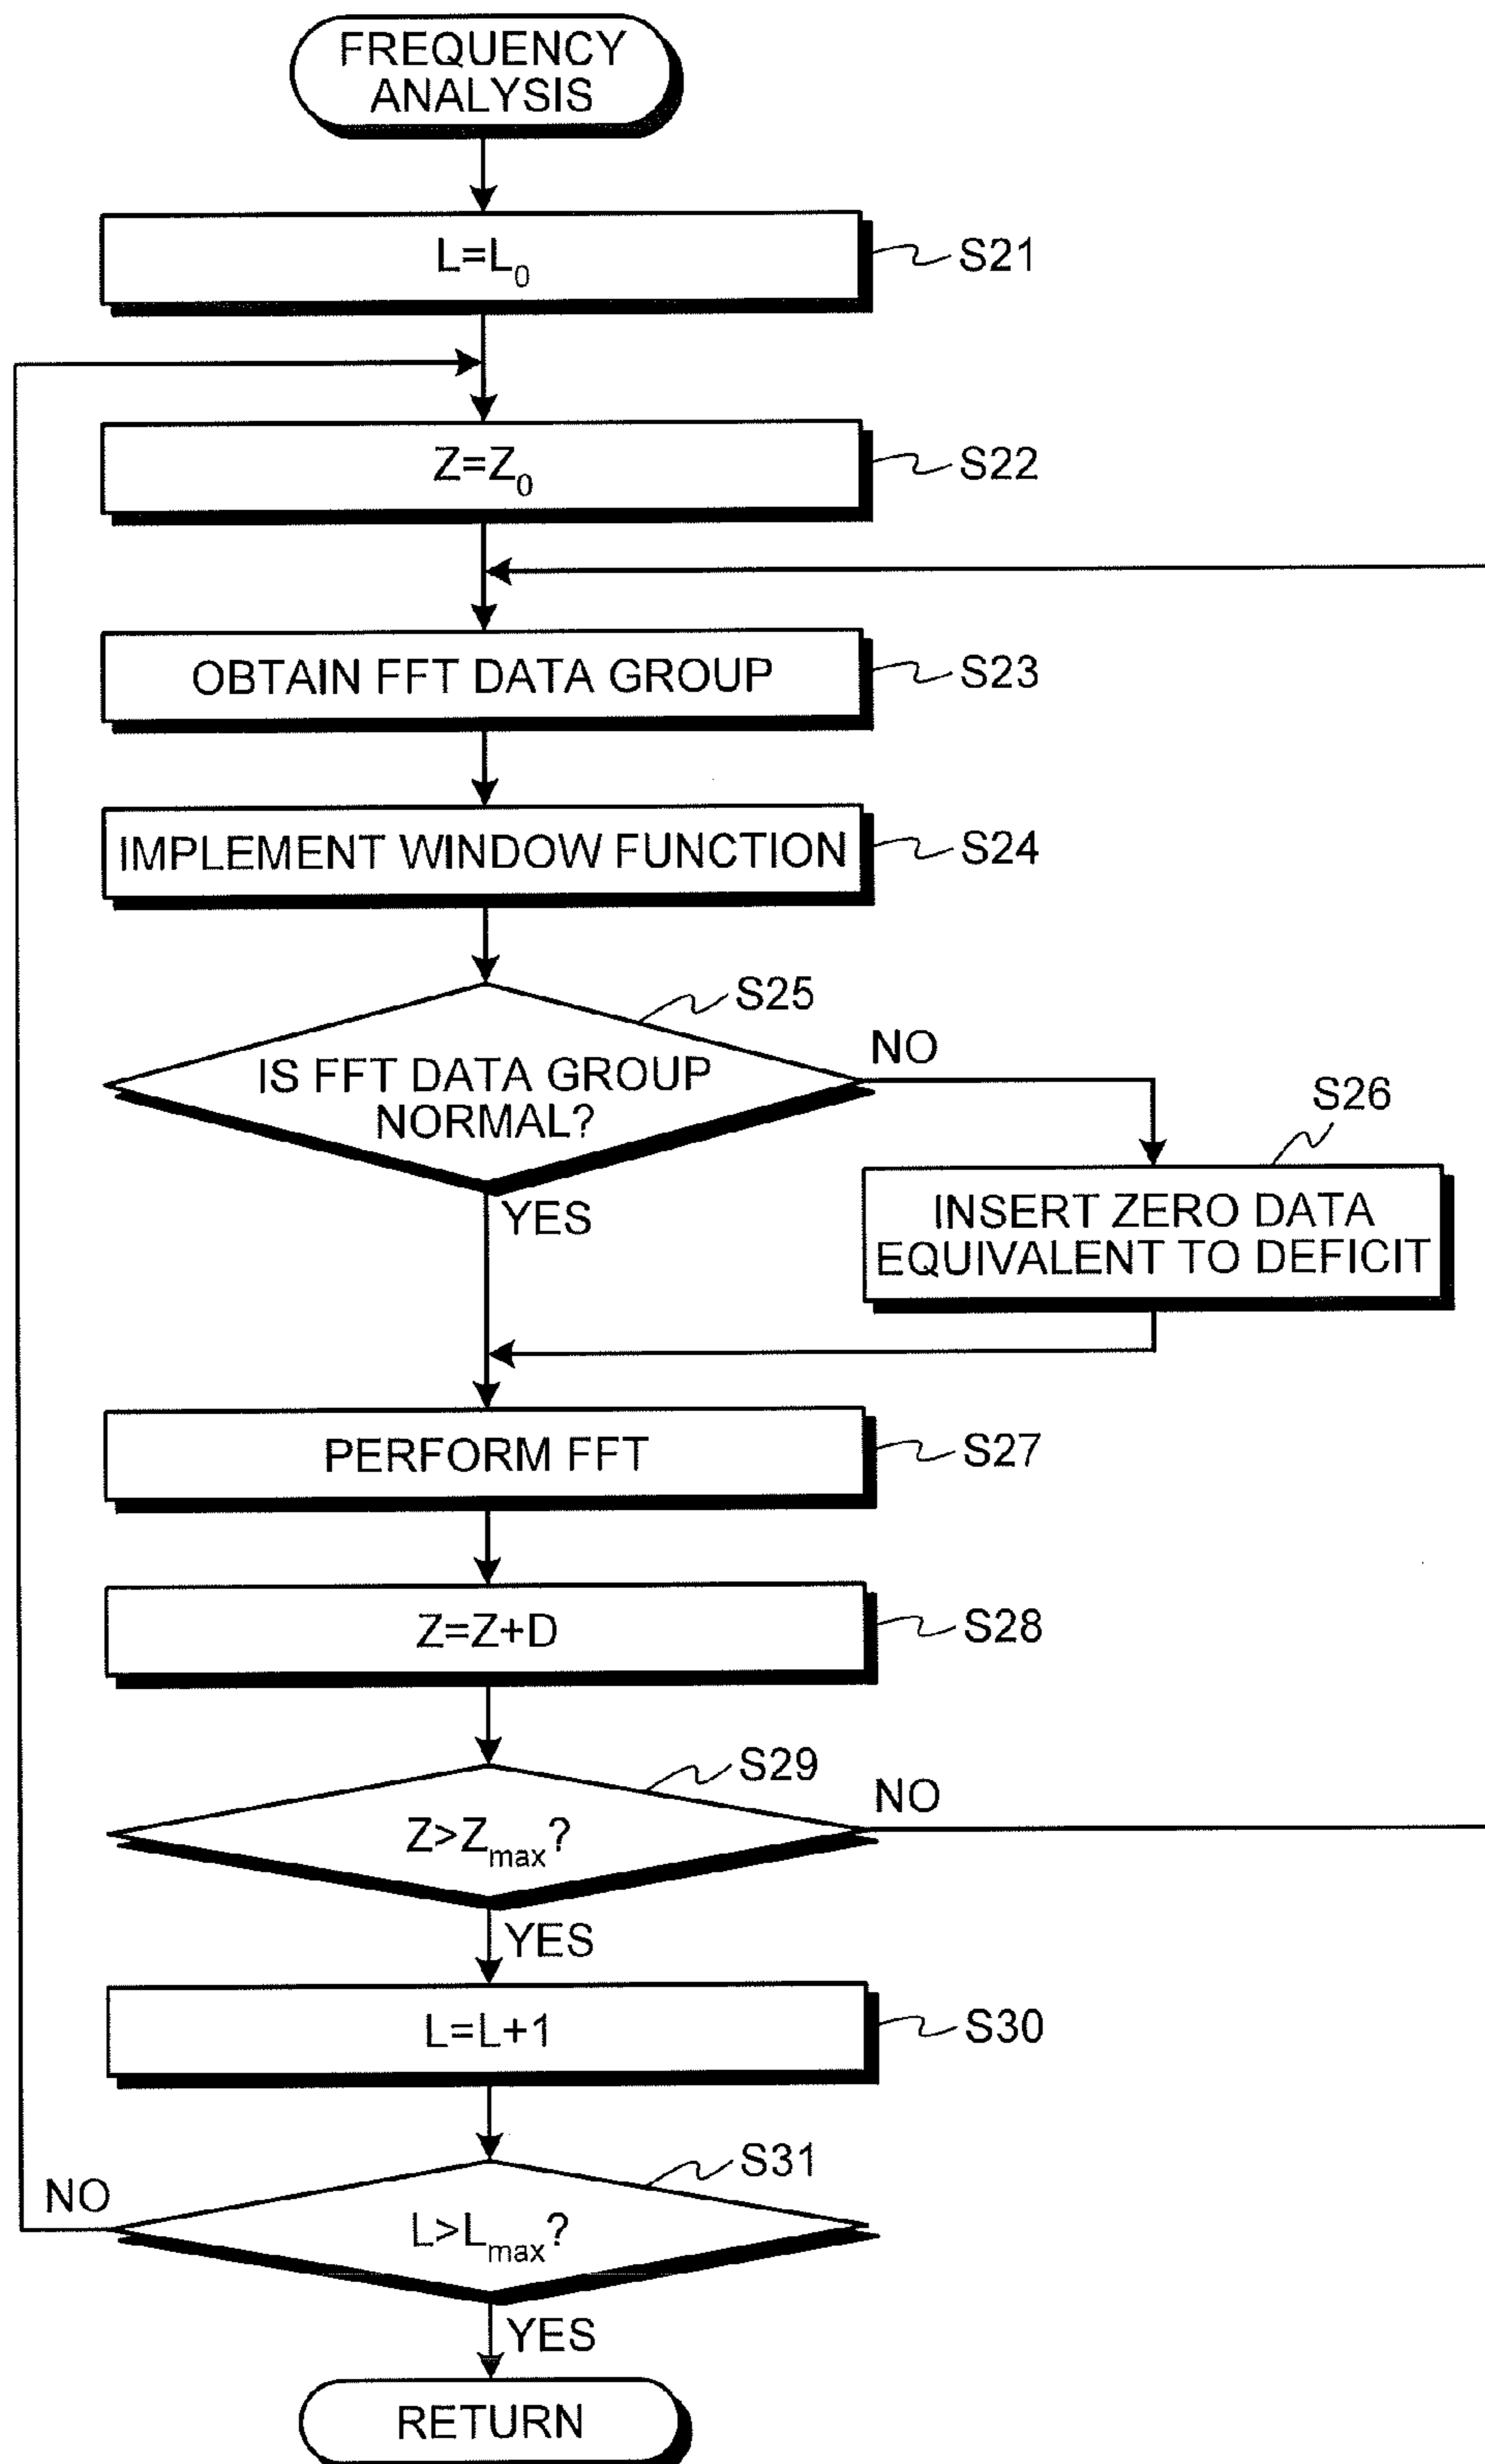 FREQUENCY
ANALYSIS
L=L₀
S21
Z=Z₀
S22
OBTAIN FFT DATA GROUP
S23
IMPLEMENT WINDOW FUNCTION
S24
S25
IS FFT DATA GROUP
NORMAL?
NO
YES
S26
INSERT ZERO DATA
EQUIVALENT TO DEFICIT
PERFORM FFT
S27
Z=Z+D
S28
S29
Z>Zmax?
NO
YES
L=L+1
S30
S31
NO
L>Lmax?
YES
RETURN